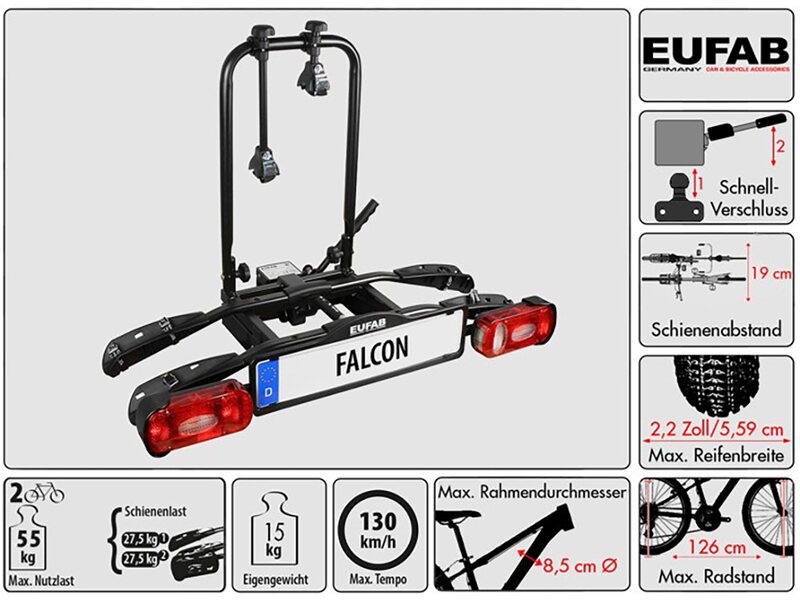 EUFAB
GERMANY CAR & BICYCLE ACCESSORIES
2
1
Schnell-
Verschluss
EUFAB
FALCON
D
19 cm
Schienenabstand
2,2 Zoll/5,59 cm
Max. Reifenbreite
2
55
kg
Max. Nutzlast
Schienenlast
27,5 kg 1
27,5 kg 2
15
kg
Eigengewicht
130
km/h
Max. Tempo
Max. Rahmendurchmesser
8,5 cm Ø
126 cm
Max. Radstand